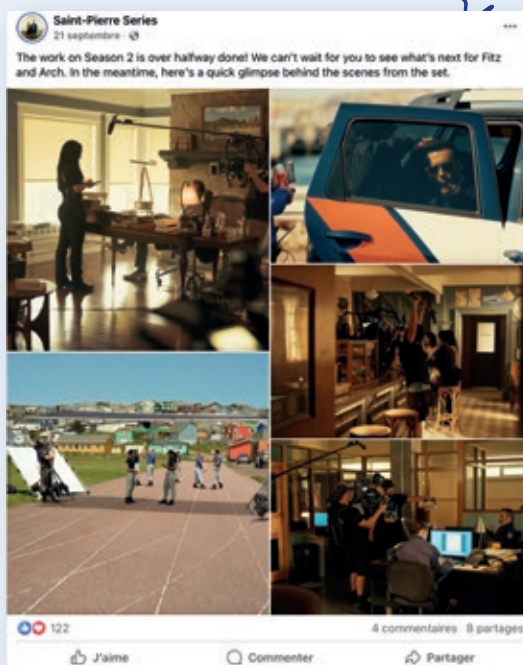 Saint-Pierre Series
21 septembre ·
The work on Season 2 is over halfway done! We can't wait for you to see what's next for Fitz
and Arch. In the meantime, here's a quick glimpse behind the scenes from the set.
122
4 commentaires 8 partages
J'aime
Commenter
Partager